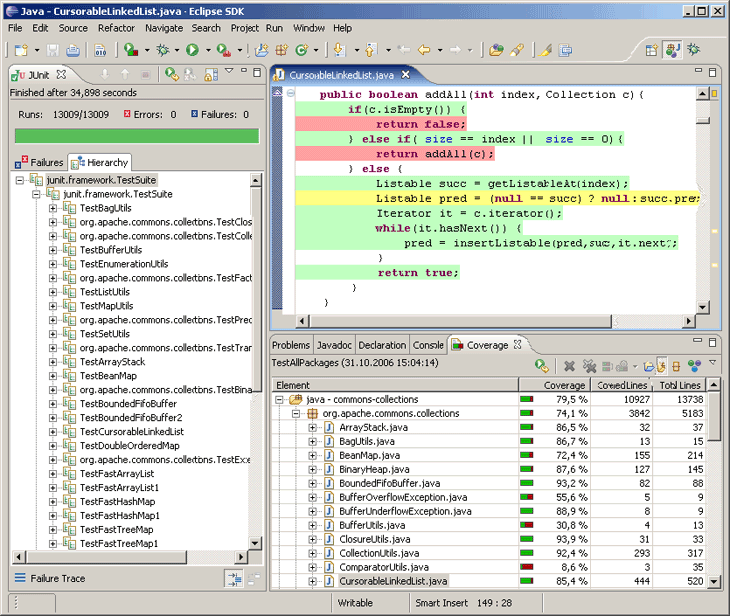 Java - CursorableLinkedList.java - Eclipse SDK
File Edit Source Refactor Navigate Search Project Run Window Help
JUnit
Finished after 34,898 seconds
Runs: 13009/13009 Errors: 0 Failures: 0
Failures Hierarchy
junit.framework.TestSuite
junit.framework.TestSuite
TestBagUtils
org.apache.commons.collections.TestClos
org.apache.commons.collections.TestColle
TestBufferUtils
TestEnumerationUtils
org.apache.commons.collections.TestFact
TestListUtils
TestMapUtils
org.apache.commons.collections.TestPred
TestSetUtils
org.apache.commons.collections.TestTran
TestArrayStack
TestBeanMap
org.apache.commons.collections.TestBina
TestBoundedFifoBuffer
TestBoundedFifoBuffer2
TestCursorableLinkedList
TestDoubleOrderedMap
org.apache.commons.collections.TestExte
TestFastArrayList
TestFastArrayList1
TestFastHashMap
TestFastHashMap1
TestFastTreeMap
TestFastTreeMap1
Failure Trace
CursorableLinkedList.java
public boolean addAll(int index, Collection c){
if(c.isEmpty()) {
return false;
} else if( size == index || size == 0){
return addAll(c);
} else {
Listable succ = getListableAt(index);
Listable pred = (null == succ) ? null : succ.pre
Iterator it = c.iterator();
while(it.hasNext()) {
pred = insertListable(pred,succ,it.next
}
return true;
}
}
Problems Javadoc Declaration Console Coverage
TestAllPackages (31.10.2006 15:04:14)
Element Coverage Covered Lines Total Lines
java - commons-collections 79,5 % 10927 13738
org.apache.commons.collections 74,1 % 3842 5183
ArrayStack.java 86,5 % 32 37
BagUtils.java 86,7 % 13 15
BeanMap.java 72,4 % 155 214
BinaryHeap.java 87,6 % 127 145
BoundedFifoBuffer.java 93,2 % 82 88
BufferOverflowException.java 55,6 % 5 9
BufferUnderflowException.java 88,9 % 8 9
BufferUtils.java 30,8 % 4 13
ClosureUtils.java 93,9 % 31 33
CollectionUtils.java 92,4 % 293 317
ComparatorUtils.java 8,6 % 3 35
CursorableLinkedList.java 85,4 % 444 520
Writable Smart Insert 149 : 28